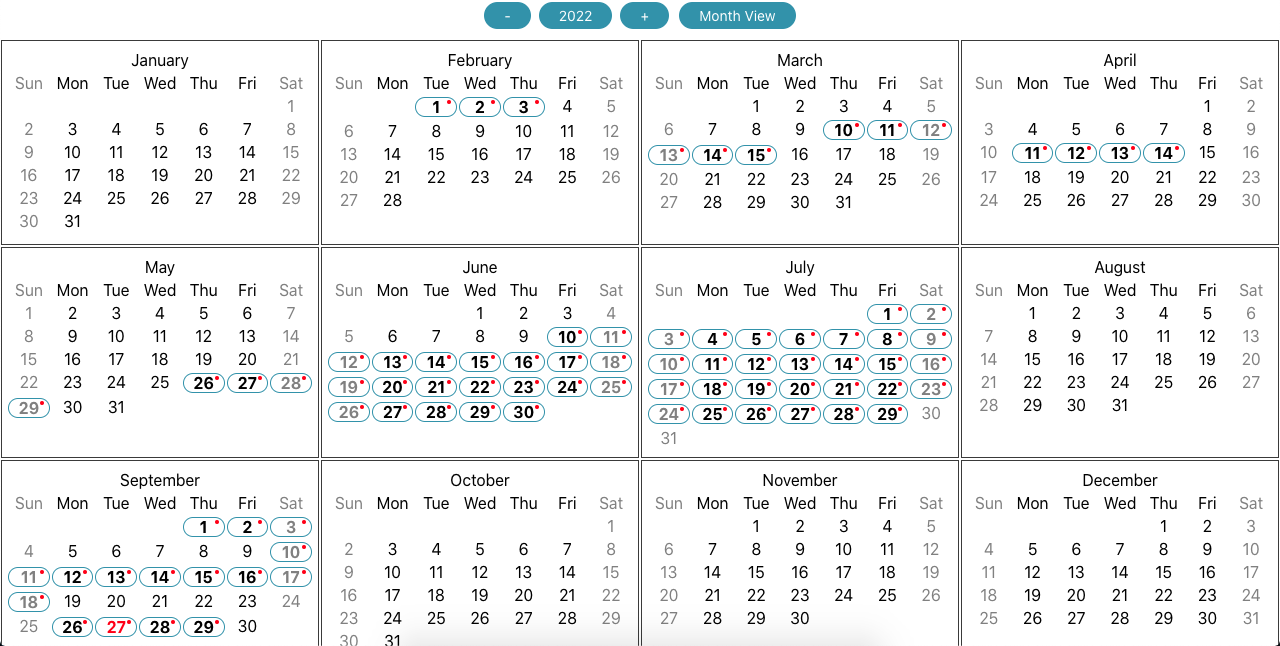 - 2022 + Month View
January February March April
Sun Mon Tue Wed Thu Fri Sat Sun Mon Tue Wed Thu Fri Sat Sun Mon Tue Wed Thu Fri Sat Sun Mon Tue Wed Thu Fri Sat
1 1 2 3 4 5 1 2 3 4 5 1 2
2 3 4 5 6 7 8 6 7 8 9 10 11 12 6 7 8 9 10 11 12 3 4 5 6 7 8 9
9 10 11 12 13 14 15 13 14 15 16 17 18 19 13 14 15 16 17 18 19 10 11 12 13 14 15 16
16 17 18 19 20 21 22 20 21 22 23 24 25 26 20 21 22 23 24 25 26 17 18 19 20 21 22 23
23 24 25 26 27 28 29 27 28 27 28 29 30 31 24 25 26 27 28 29 30
30 31
May June July August
Sun Mon Tue Wed Thu Fri Sat Sun Mon Tue Wed Thu Fri Sat Sun Mon Tue Wed Thu Fri Sat Sun Mon Tue Wed Thu Fri Sat
1 2 3 4 5 6 7 1 2 3 4 1 2 1 2 3 4 5 6
8 9 10 11 12 13 14 5 6 7 8 9 10 11 3 4 5 6 7 8 9 7 8 9 10 11 12 13
15 16 17 18 19 20 21 12 13 14 15 16 17 18 10 11 12 13 14 15 16 14 15 16 17 18 19 20
22 23 24 25 26 27 28 19 20 21 22 23 24 25 17 18 19 20 21 22 23 21 22 23 24 25 26 27
29 30 31 26 27 28 29 30 24 25 26 27 28 29 30 28 29 30 31
31
September October November December
Sun Mon Tue Wed Thu Fri Sat Sun Mon Tue Wed Thu Fri Sat Sun Mon Tue Wed Thu Fri Sat Sun Mon Tue Wed Thu Fri Sat
1 2 3 1 1 2 3 4 5 1 2 3
4 5 6 7 8 9 10 2 3 4 5 6 7 8 6 7 8 9 10 11 12 4 5 6 7 8 9 10
11 12 13 14 15 16 17 9 10 11 12 13 14 15 13 14 15 16 17 18 19 11 12 13 14 15 16 17
18 19 20 21 22 23 24 16 17 18 19 20 21 22 20 21 22 23 24 25 26 18 19 20 21 22 23 24
25 26 27 28 29 30 23 24 25 26 27 28 29 27 28 29 30 25 26 27 28 29 30 31
30 31